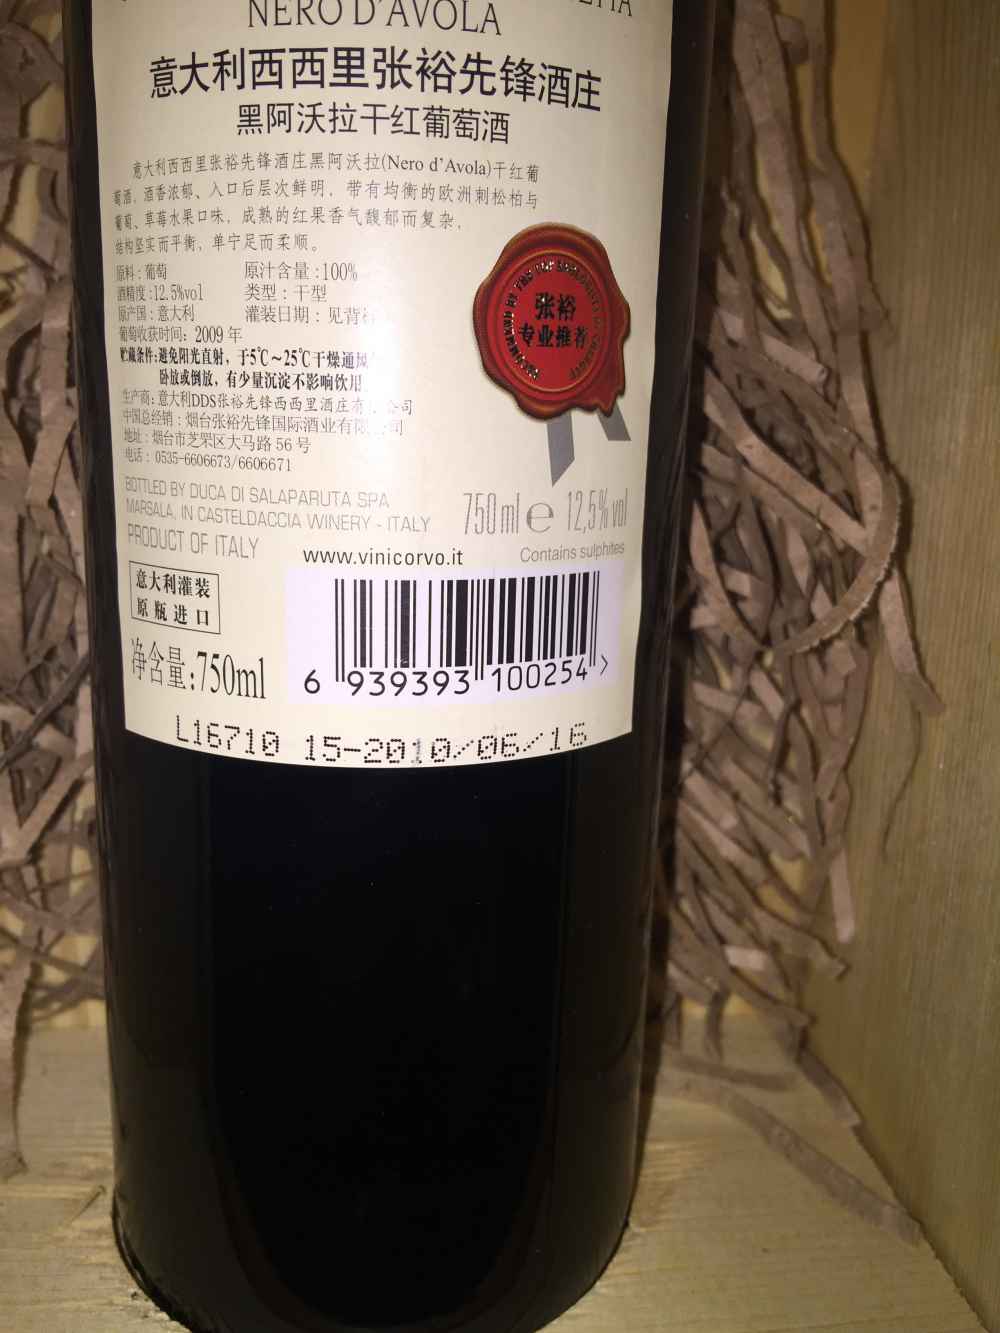 NERO D'AVOLA
意大利西西里张裕先锋酒庄
黑阿沃拉干红葡萄酒
意大利西西里张裕先锋酒庄黑阿沃拉(Nero d'Avola)干红葡
萄酒，酒香浓郁、入口后层次鲜明，带有均衡的欧洲刺松柏与
葡萄、草莓水果口味，成熟的红果香气馥郁而复杂，
结构坚实而平衡，单宁足而柔顺。
原料：葡萄 原汁含量：100%
酒精度：12.5%vol 类型：干型
原产国：意大利 灌装日期：见背
葡萄收获时间：2009 年
贮藏条件：避免阳光直射，于5℃～25℃干燥通风
卧放或倒放，有少量沉淀不影响饮用
生产商：意大利DDS张裕先锋西西里酒庄有 公司
中国总经销：烟台张裕先锋国际酒业有限 公司
地址：烟台市芝罘区大马路 56 号
电话：0535-6606673/6606671
RECOMMENDED BY THE TOP
张裕
专业推荐
BOTTLED BY DUCA DI SALAPARUTA SPA
MARSALA, IN CASTELDACCIA WINERY - ITALY
750ml e 12,5% vol
PRODUCT OF ITALY
www.vinicorvo.it
Contains sulphites
意大利灌装
原瓶进口
净含量:750ml
6 939393 100254 >
L16710 15-2010/06/16